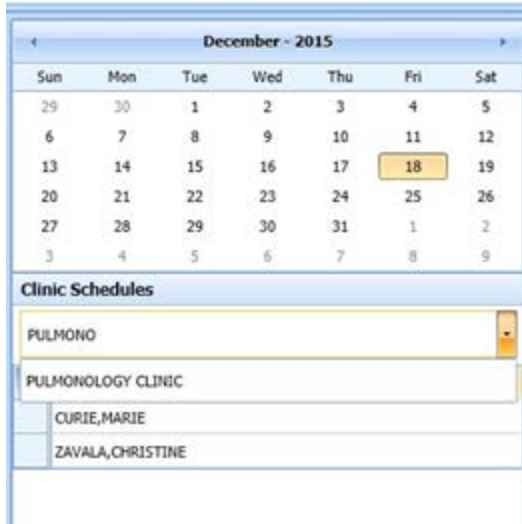 December - 2015
Sun Mon Tue Wed Thu Fri Sat
29 30 1 2 3 4 5
6 7 8 9 10 11 12
13 14 15 16 17 18 19
20 21 22 23 24 25 26
27 28 29 30 31 1 2
3 4 5 6 7 8 9
Clinic Schedules
PULMONO
PULMONOLOGY CLINIC
CURIE,MARIE
ZAVALA,CHRISTINE